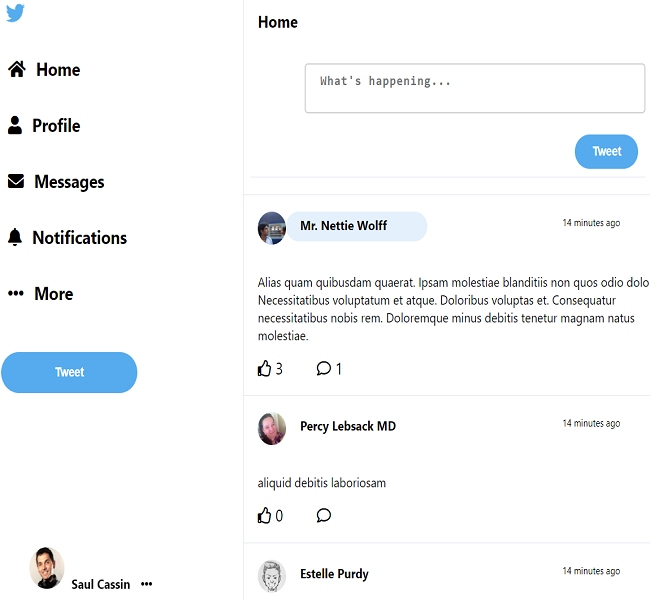 Home
Profile
Messages
Notifications
More
Tweet
Saul Cassin
Home
What's happening...
Tweet
Mr. Nettie Wolff
14 minutes ago
Alias quam quibusdam quaerat. Ipsam molestiae blanditiis non quos odio dolo
Necessitatibus voluptatum et atque. Doloribus voluptas et. Consequatur
necessitatibus nobis rem. Doloremque minus debitis tenetur magnam natus
molestiae.
3 1
Percy Lebsack MD
14 minutes ago
aliquid debitis laboriosam
0
Estelle Purdy
14 minutes ago